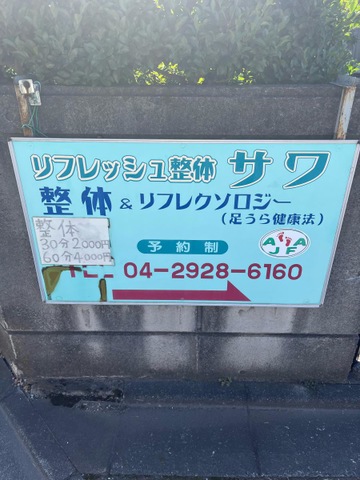 リフレッシュ整体 サワ
整体 & リフレクソロジー
(足うら健康法)
整体
30分2000円
60分4000円
予約制
A A
J F
TEL 04-2928-6160